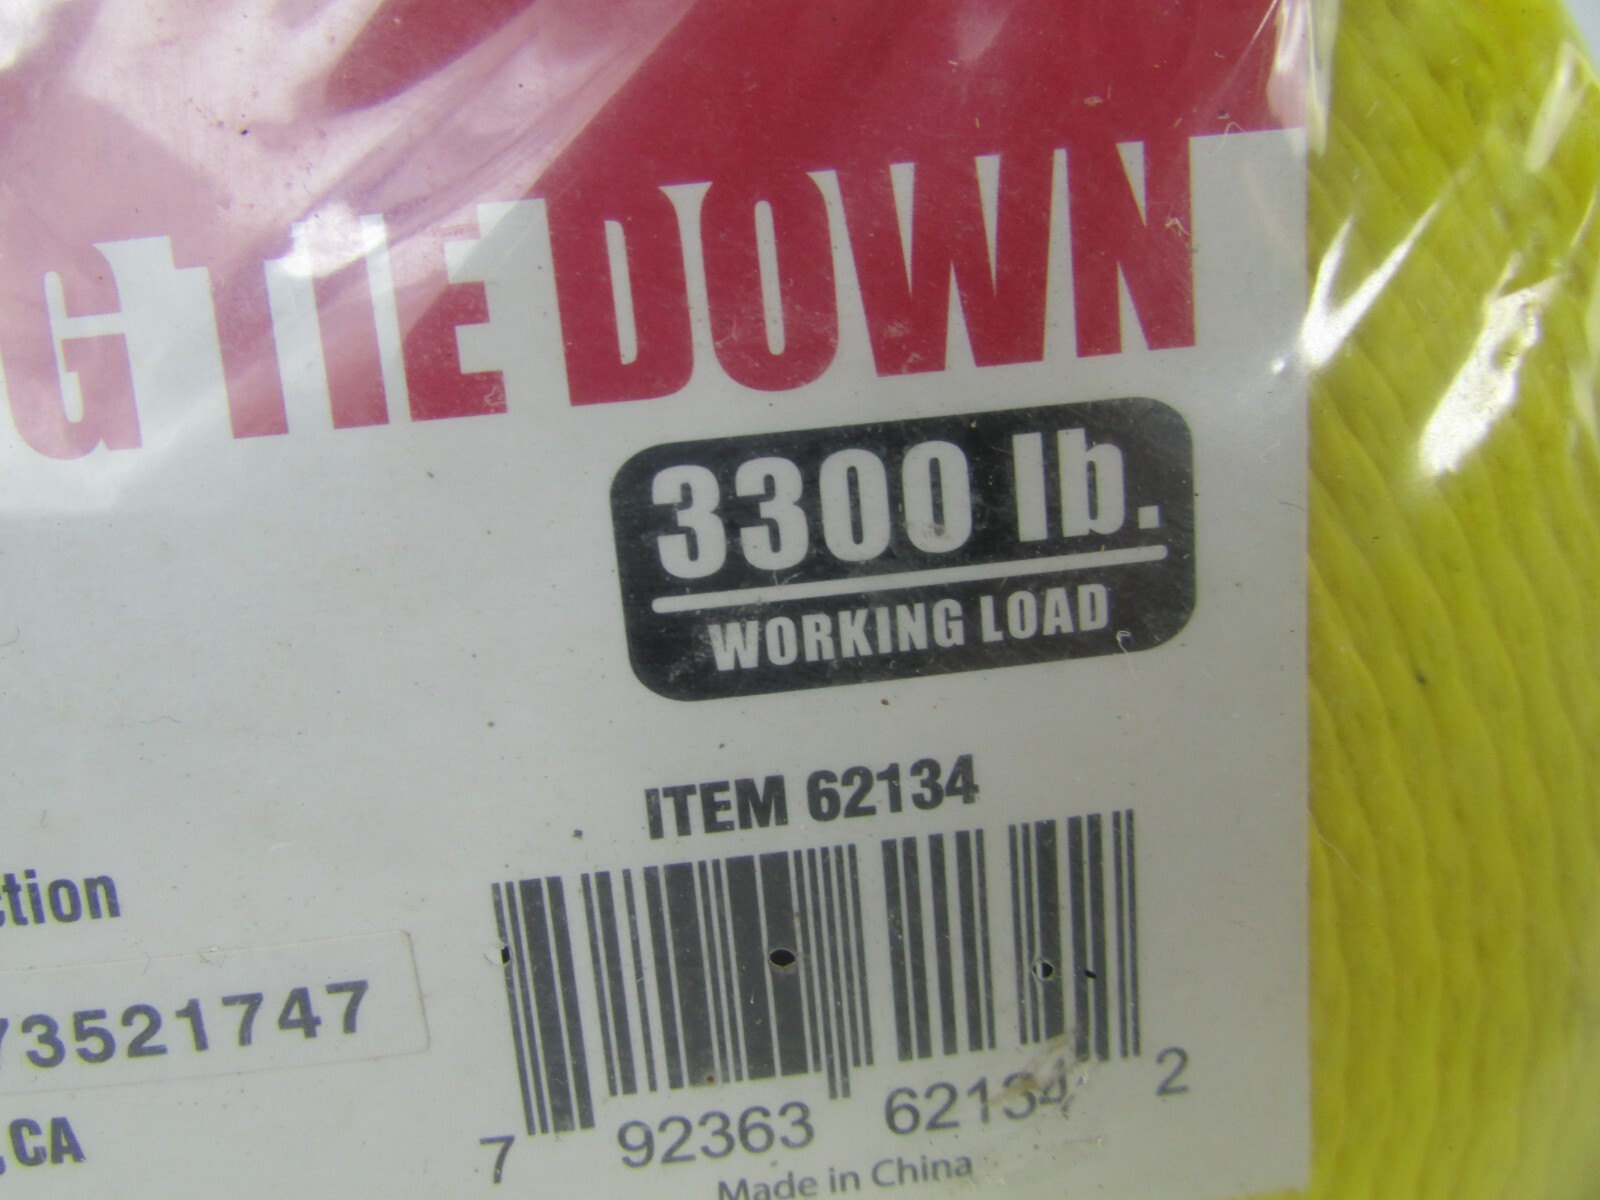 G TIE DOWN
3300 lb.
WORKING LOAD
ITEM 62134
ction
73521747
, CA
7 92363 62134 2
Made in China